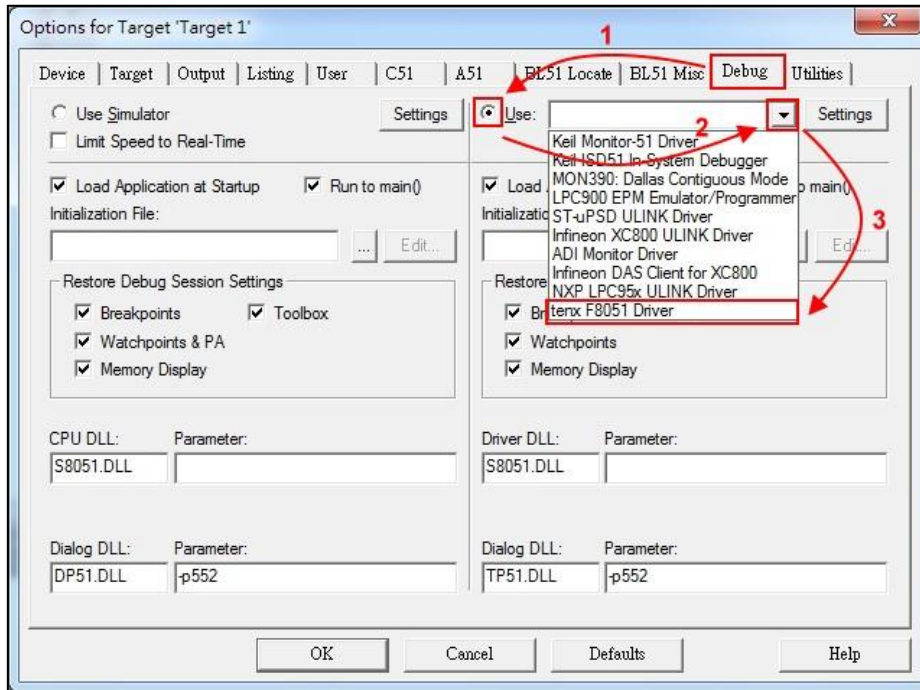 Options for Target 'Target 1'
1
Device Target Output Listing User C51 A51 BL51 Locate BL51 Misc Debug Utilities
Use Simulator Settings Use: Settings
2
Limit Speed to Real-Time
Keil Monitor-51 Driver
Keil ISD51 In-System Debugger
MON390: Dallas Contiguous Mode
LPC900 EPM Emulator/Programmer
ST-uPSD ULINK Driver
Infineon XC800 ULINK Driver
ADI Monitor Driver
Infineon DAS Client for XC800
NXP LPC95x ULINK Driver
tenx F8051 Driver
3
Load Application at Startup Run to main()
Load main()
Initialization File:
... Edit...
Restore Debug Session Settings
Breakpoints Toolbox
Watchpoints & PA Watchpoints
Memory Display Memory Display
CPU DLL: Parameter: Driver DLL: Parameter:
S8051.DLL S8051.DLL
Dialog DLL: Parameter: Dialog DLL: Parameter:
DP51.DLL -p552 TP51.DLL -p552
OK Cancel Defaults Help